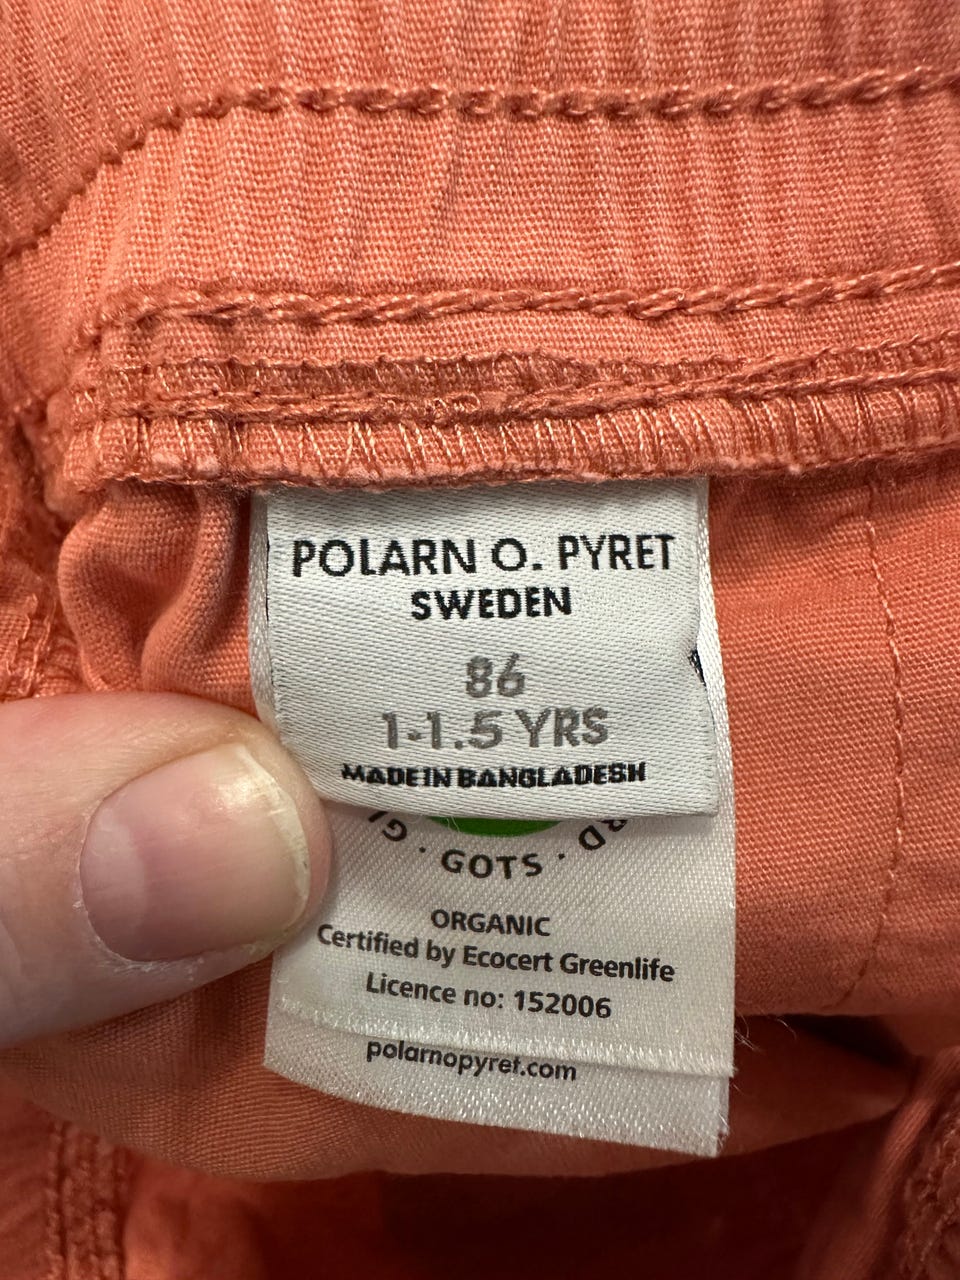 POLARN O. PYRET
SWEDEN
86
1-1.5 YRS
MADE IN BANGLADESH
· GOTS ·
ORGANIC
Certified by Ecocert Greenlife
Licence no: 152006
polarnopyret.com